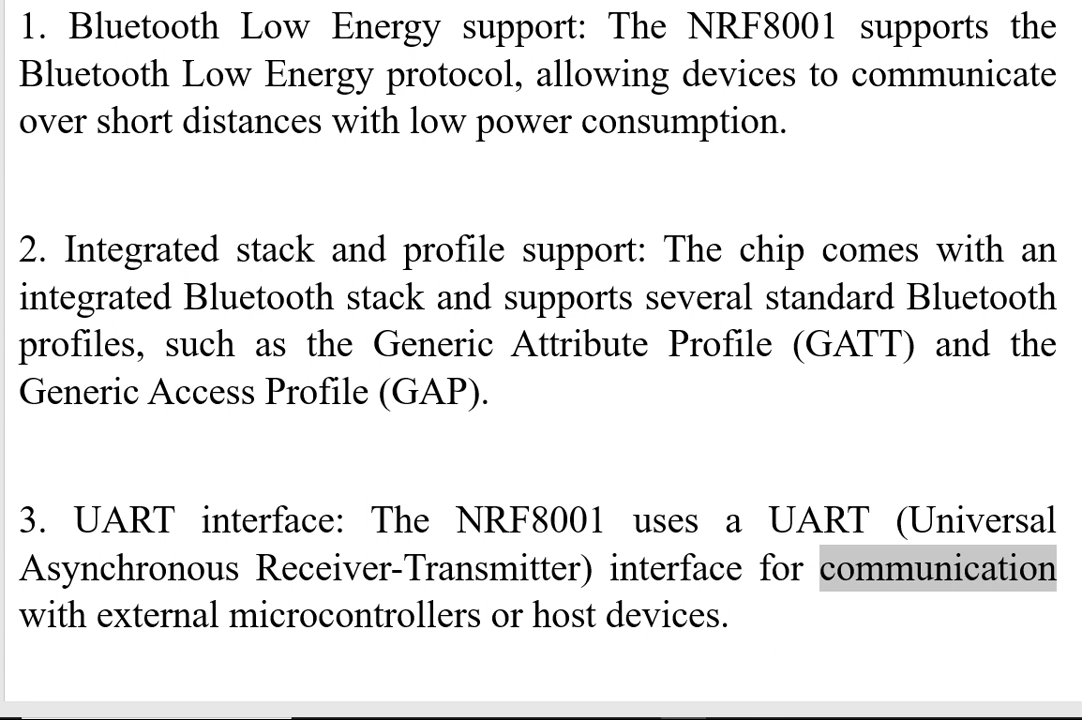 1. Bluetooth Low Energy support: The NRF8001 supports the
Bluetooth Low Energy protocol, allowing devices to communicate
over short distances with low power consumption.
2. Integrated stack and profile support: The chip comes with an
integrated Bluetooth stack and supports several standard Bluetooth
profiles, such as the Generic Attribute Profile (GATT) and the
Generic Access Profile (GAP).
3. UART interface: The NRF8001 uses a UART (Universal
Asynchronous Receiver-Transmitter) interface for communication
with external microcontrollers or host devices.